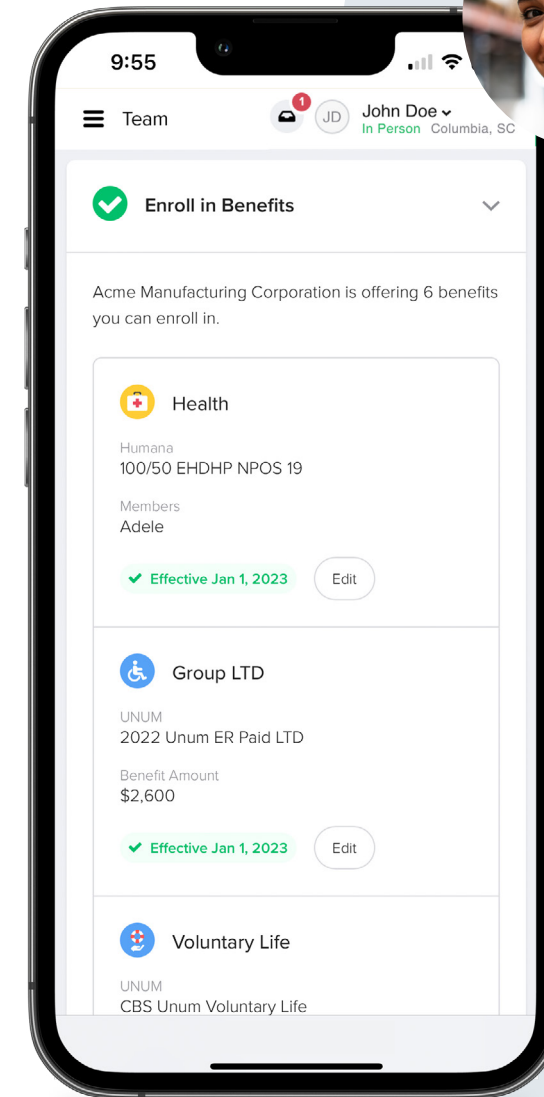 9:55
Team
1
JD
John Doe
In Person Columbia, SC
Enroll in Benefits
Acme Manufacturing Corporation is offering 6 benefits
you can enroll in.
Health
Humana
100/50 EHDHP NPOS 19
Members
Adele
Effective Jan 1, 2023
Edit
Group LTD
UNUM
2022 Unum ER Paid LTD
Benefit Amount
$2,600
Effective Jan 1, 2023
Edit
Voluntary Life
UNUM
CBS Unum Voluntary Life